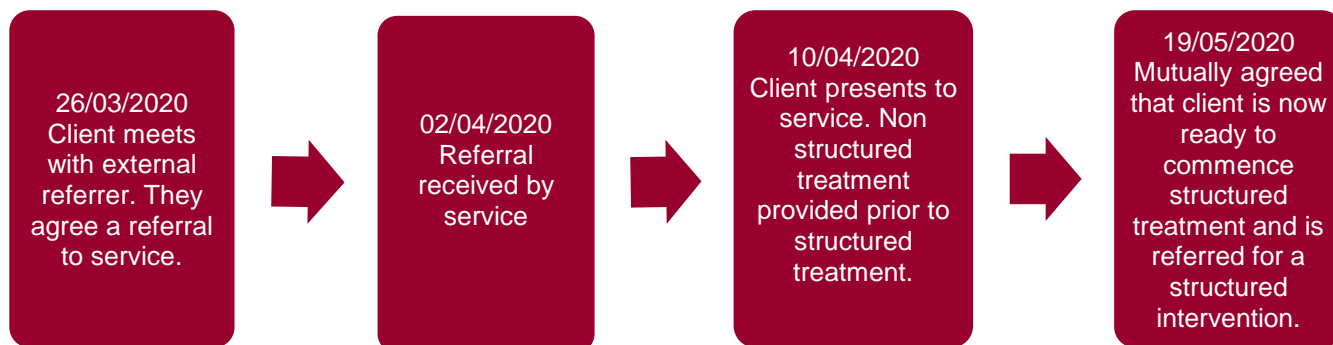 26/03/2020
Client meets
with external
referrer. They
agree a referral
to service.
02/04/2020
Referral
received by
service
10/04/2020
Client presents to
service. Non
structured
treatment
provided prior to
structured
treatment.
19/05/2020
Mutually agreed
that client is now
ready to
commence
structured
treatment and is
referred for a
structured
intervention.